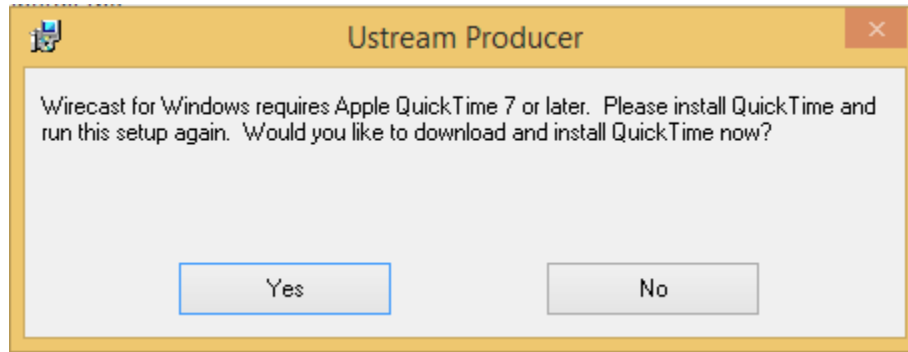 Ustream Producer
Wirecast for Windows requires Apple QuickTime 7 or later.  Please install QuickTime and
run this setup again.  Would you like to download and install QuickTime now?
Yes
No